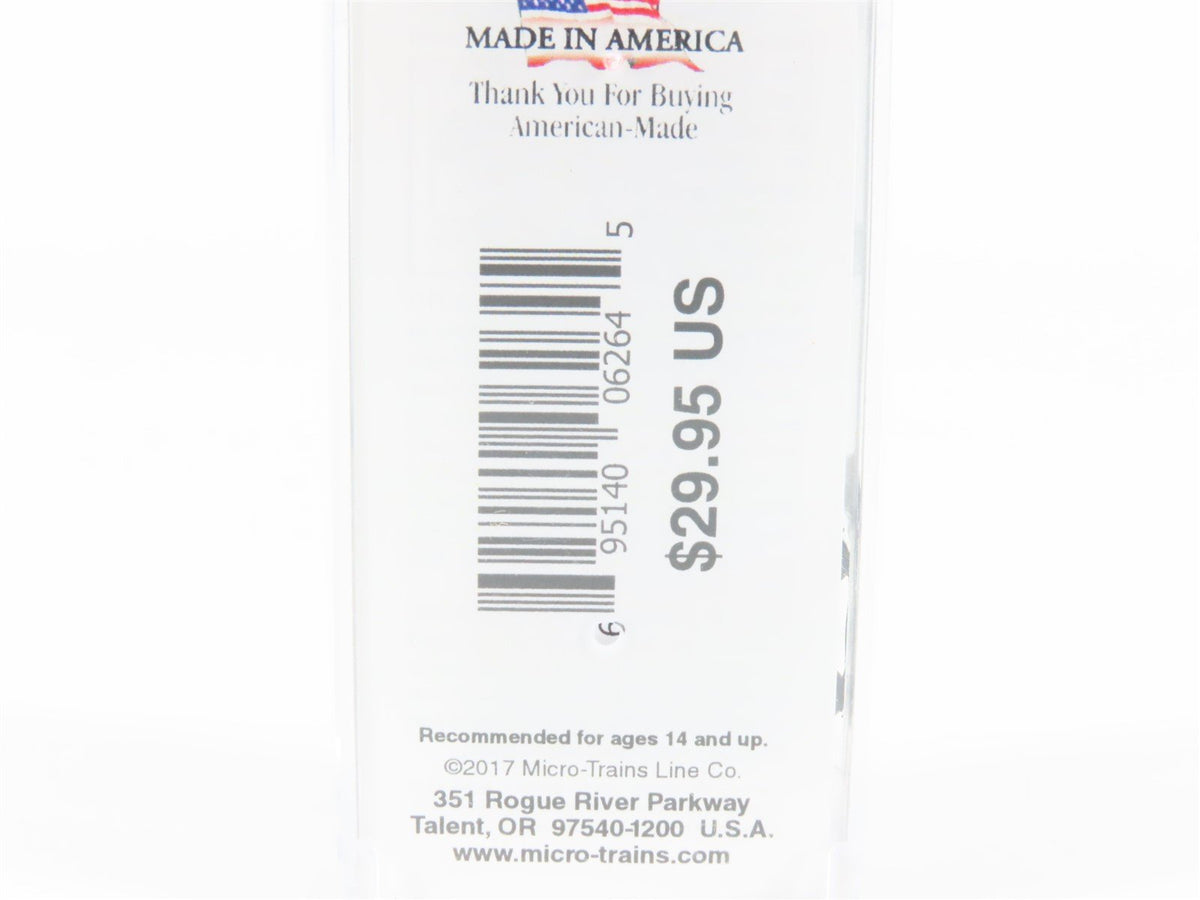 MADE IN AMERICA
Thank You For Buying
American-Made
6 95140 06264 5
$29.95 US
Recommended for ages 14 and up.
©2017 Micro-Trains Line Co.
351 Rogue River Parkway
Talent, OR 97540-1200 U.S.A.
www.micro-trains.com